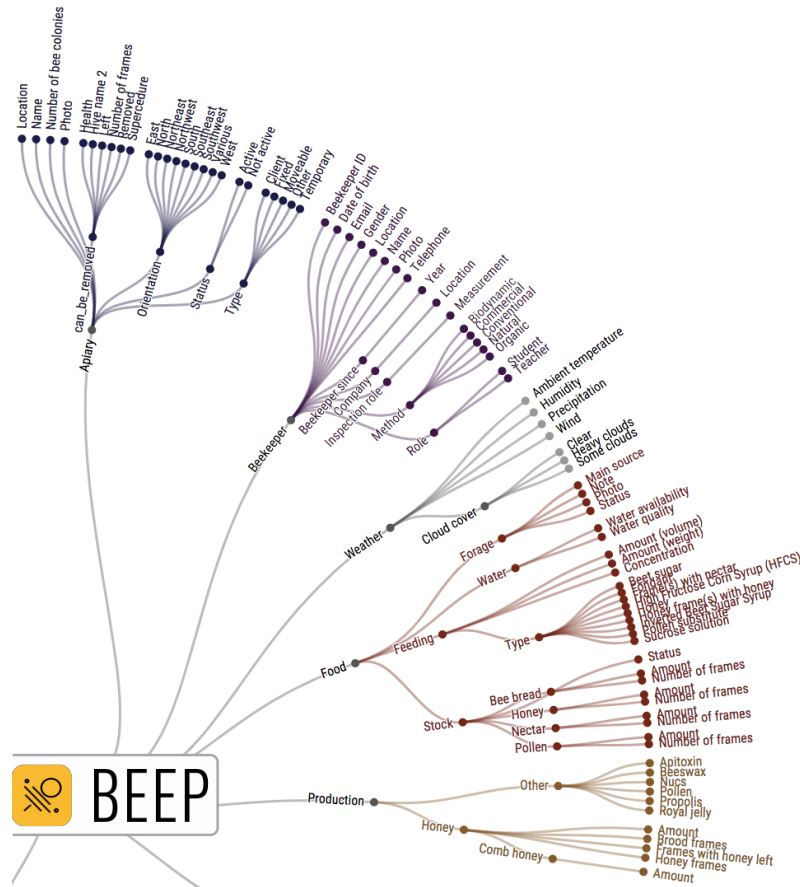 Location
Name
Number of bee colonies
Photo
Health
Hive name 2
Left
Number of frames
Removed
Supercedure
can_be_removed
East
North
Northeast
Northwest
South
Southeast
Southwest
Various
West
Orientation
Active
Not active
Status
Client
Fixed
Moveable
Other
Temporary
Type
Apiary
Beekeeper ID
Date of birth
Email
Gender
Location
Name
Photo
Telephone
Year
Beekeeper since
Location
Company
Measurement
Inspection role
Biodynamic
Commercial
Conventional
Natural
Organic
Method
Student
Teacher
Role
Beekeeper
Ambient temperature
Humidity
Precipitation
Wind
Clear
Heavy clouds
Some clouds
Cloud cover
Weather
Main source
Note
Photo
Status
Forage
Water availability
Water quality
Water
Amount (volume)
Amount (weight)
Concentration
Beet sugar
Frame(s) with nectar
High Fructose Corn Syrup (HFCS)
Honey
Honey frame(s) with honey
Inverted Beet Sugar Syrup
Pollen substitute
Sucrose solution
Type
Feeding
Food
Status
Amount
Number of frames
Bee bread
Amount
Number of frames
Honey
Amount
Number of frames
Nectar
Amount
Number of frames
Pollen
Stock
BEEP
Production
Apitoxin
Beeswax
Nucs
Pollen
Propolis
Royal jelly
Other
Amount
Brood frames
Frames with honey left
Honey frames
Honey
Amount
Comb honey